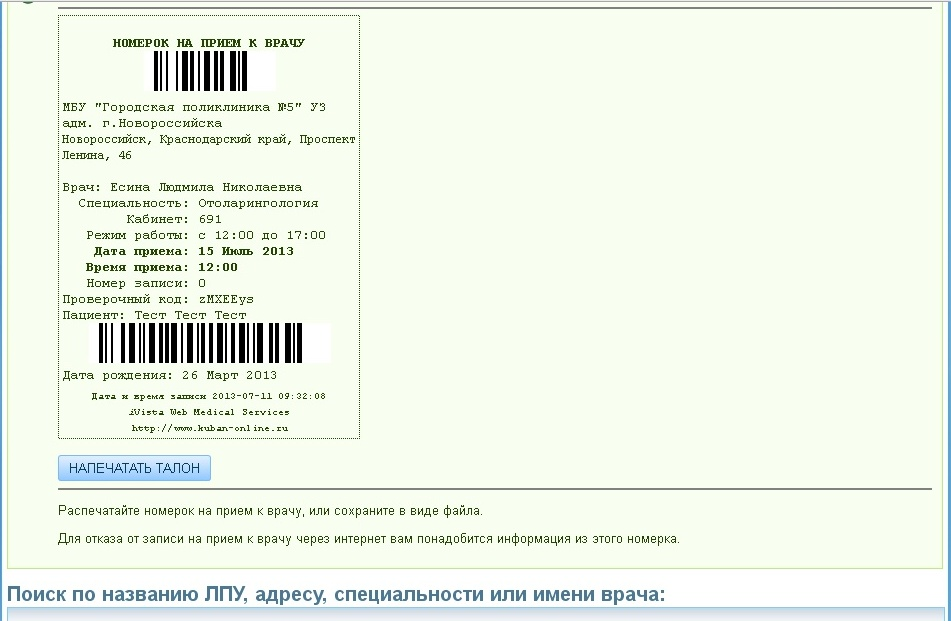 НОМЕРОК НА ПРИЕМ К ВРАЧУ
МБУ "Городская поликлиника №5" УЗ
адм. г.Новороссийска
Новороссийск, Краснодарский край, Проспект
Ленина, 46
Врач: Есина Людмила Николаевна
Специальность: Отоларингология
Кабинет: 691
Режим работы: с 12:00 до 17:00
Дата приема: 15 Июль 2013
Время приема: 12:00
Номер записи: 0
Проверочный код: zMXEEys
Пациент: Тест Тест Тест
Дата рождения: 26 Март 2013
Дата и время записи 2013-07-11 09:32:08
iVista Web Medical Services
http://www.kuban-online.ru
НАПЕЧАТАТЬ ТАЛОН
Распечатайте номерок на прием к врачу, или сохраните в виде файла.
Для отказа от записи на прием к врачу через интернет вам понадобится информация из этого номерка.
Поиск по названию ЛПУ, адресу, специальности или имени врача: